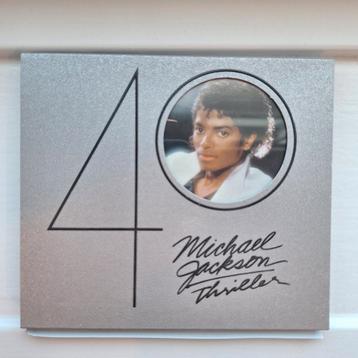 40
Michael
Jackson
Thriller